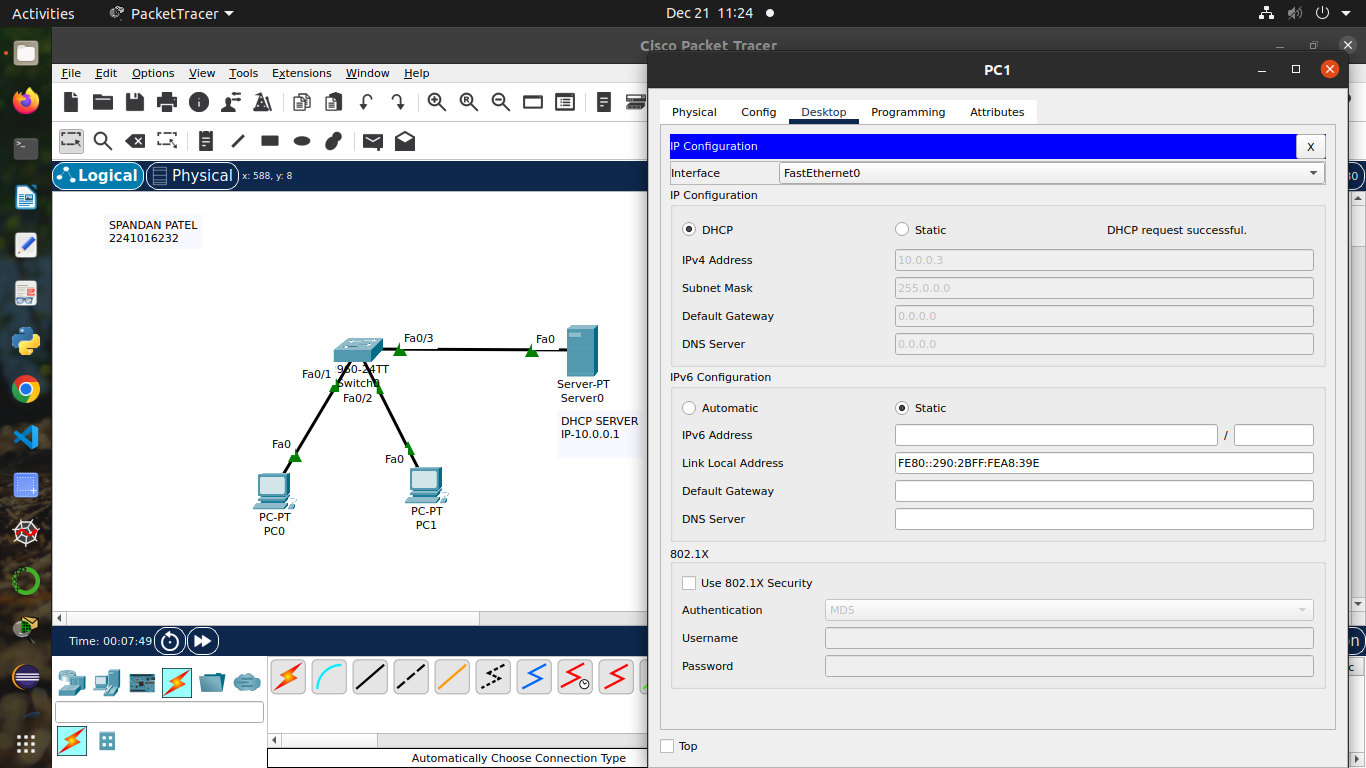 Activities
PacketTracer
Dec 21 11:24
Cisco Packet Tracer
File Edit Options View Tools Extensions Window Help
Logical
Physical
x: 588, y: 8
SPANDAN PATEL
2241016232
Fa0/3
Fa0
Fa0/1
960-24TT
Switch0
Fa0/2
Server-PT
Server0
DHCP SERVER
IP-10.0.0.1
Fa0
Fa0
PC-PT
PC0
PC-PT
PC1
Time: 00:07:49
Automatically Choose Connection Type
PC1
Physical Config Desktop Programming Attributes
IP Configuration
X
Interface FastEthernet0
IP Configuration
DHCP Static DHCP request successful.
IPv4 Address 10.0.0.3
Subnet Mask 255.0.0.0
Default Gateway 0.0.0.0
DNS Server 0.0.0.0
IPv6 Configuration
Automatic Static
IPv6 Address /
Link Local Address FE80::290:2BFF:FEA8:39E
Default Gateway
DNS Server
802.1X
Use 802.1X Security
Authentication MD5
Username
Password
Top